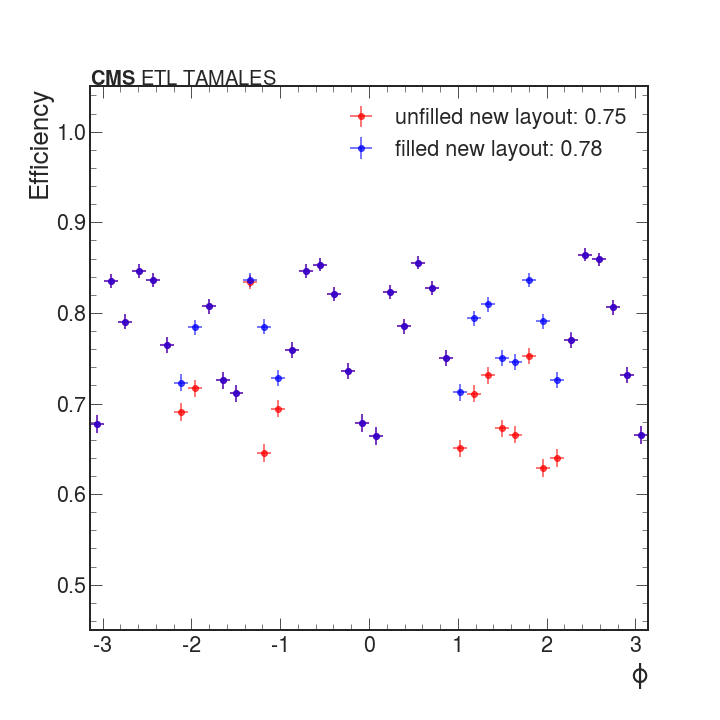 CMS ETL TAMALES
Efficiency
unfilled new layout: 0.75
filled new layout: 0.78
1.0
0.9
0.8
0.7
0.6
0.5
-3 -2 -1 0 1 2 3
ϕ